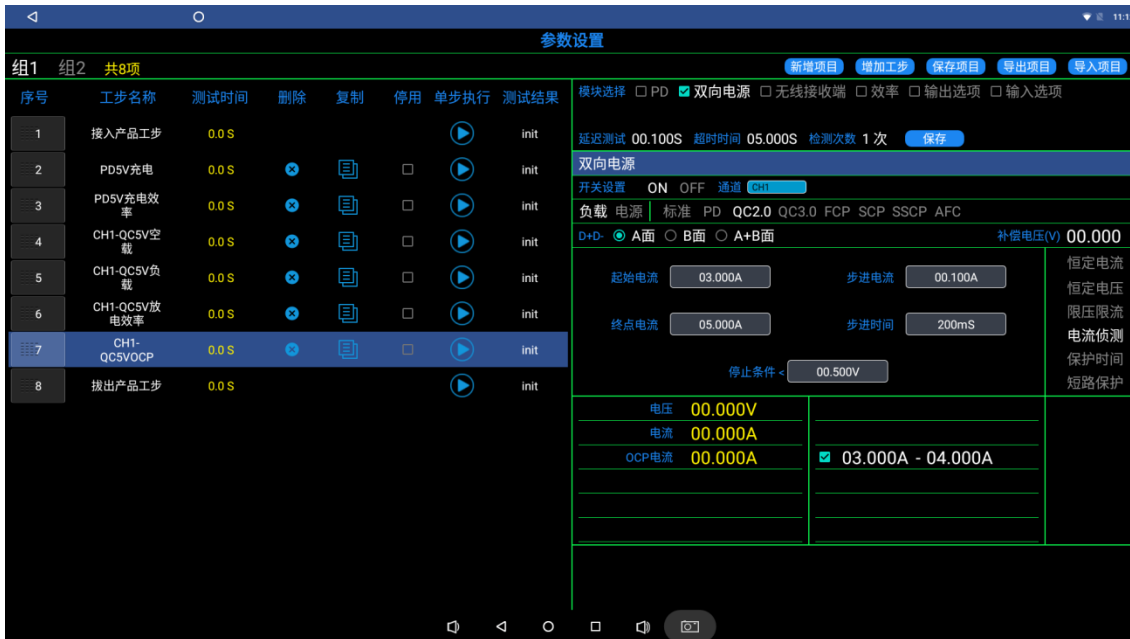 11:1
参数设置
组1 组2 共8项 新增项目 增加工步 保存项目 导出项目 导入项目
序号 工步名称 测试时间 删除 复制 停用 单步执行 测试结果
1 接入产品工步 0.0 S init
2 PD5V充电 0.0 S init
3 PD5V充电效率 0.0 S init
4 CH1-QC5V空载 0.0 S init
5 CH1-QC5V负载 0.0 S init
6 CH1-QC5V放电效率 0.0 S init
7 CH1-QC5VOCP 0.0 S init
8 拔出产品工步 0.0 S init
模块选择 PD 双向电源 无线接收端 效率 输出选项 输入选项
延迟测试 00.100S 超时时间 05.000S 检测次数 1 次 保存
双向电源
开关设置 ON OFF 通道 CH1
负载 电源 标准 PD QC2.0 QC3.0 FCP SCP SSCP AFC
D+D- A面 B面 A+B面 补偿电压(V) 00.000
起始电流 03.000A 步进电流 00.100A
终点电流 05.000A 步进时间 200mS
停止条件 < 00.500V
恒定电流
恒定电压
限压限流
电流侦测
保护时间
短路保护
电压 00.000V
电流 00.000A
OCP电流 00.000A 03.000A - 04.000A